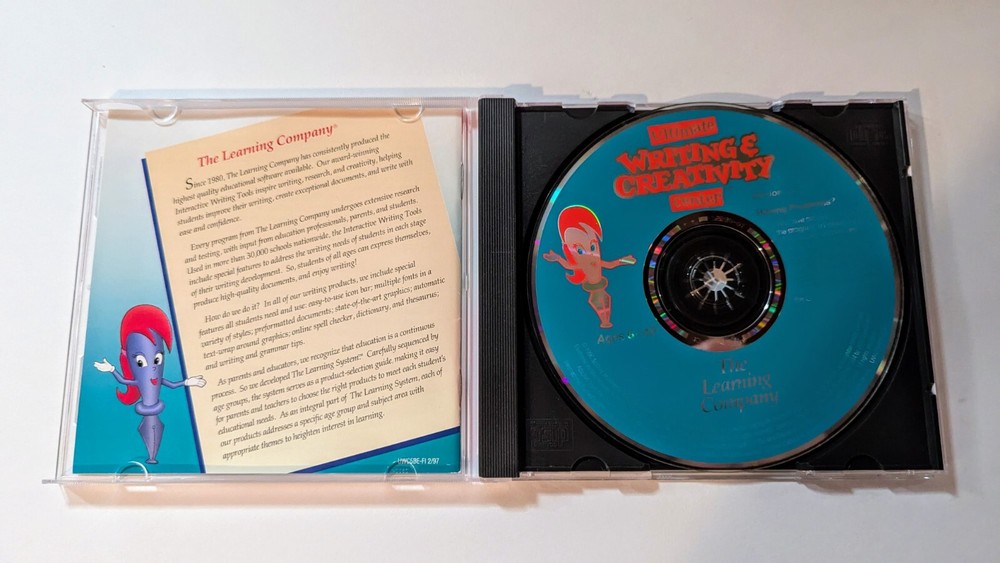 The Learning Company®
Since 1980, The Learning Company has consistently produced the
highest quality educational software available. Our award-winning
Interactive Writing Tools inspire writing, research, and creativity, helping
students improve their writing, create exceptional documents, and write with
ease and confidence.
Every program from The Learning Company undergoes extensive research
and testing, with input from education professionals, parents, and students.
Used in more than 30,000 schools nationwide, the Interactive Writing Tools
include special features to address the writing needs of students in each stage
of their writing development. So, students of all ages can express themselves,
produce high-quality documents, and enjoy writing!
How do we do it? In all of our writing products, we include special
features all students need and use: easy-to-use icon bar; multiple fonts in a
variety of styles; preformatted documents; state-of-the-art graphics; automatic
text-wrap around graphics; online spell checker, dictionary, and thesaurus;
and writing and grammar tips.
As parents and educators, we recognize that education is a continuous
process. So we developed The Learning System.™ Carefully sequenced by
age groups, the system serves as a product-selection guide, making it easy
for parents and teachers to choose the right products to meet each student's
educational needs. As an integral part of The Learning System, each of
our products addresses a specific age group and subject area with
appropriate themes to heighten interest in learning.
UWC6BE-FI 2/97
Ultimate
WRITING &
CREATIVITY
Center
Ages
The
Learning
Company